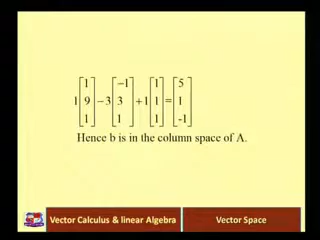 1 [1 9 1] −3 [−1 3 1] +1 [1 1 1] = [5 1 -1]
Hence b is in the column space of A.
Vector Calculus & linear Algebra
Vector Space